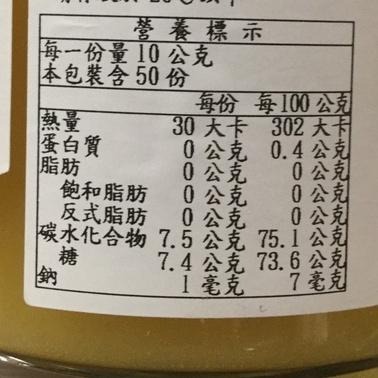 營養標示
每一份量 10 公克
本包裝含 50 份
每份 每100公克
熱量 30 大卡 302 大卡
蛋白質 0 公克 0.4 公克
脂肪 0 公克 0 公克
飽和脂肪 0 公克 0 公克
反式脂肪 0 公克 0 公克
碳水化合物 7.5 公克 75.1 公克
糖 7.4 公克 73.6 公克
鈉 1 毫克 7 毫克